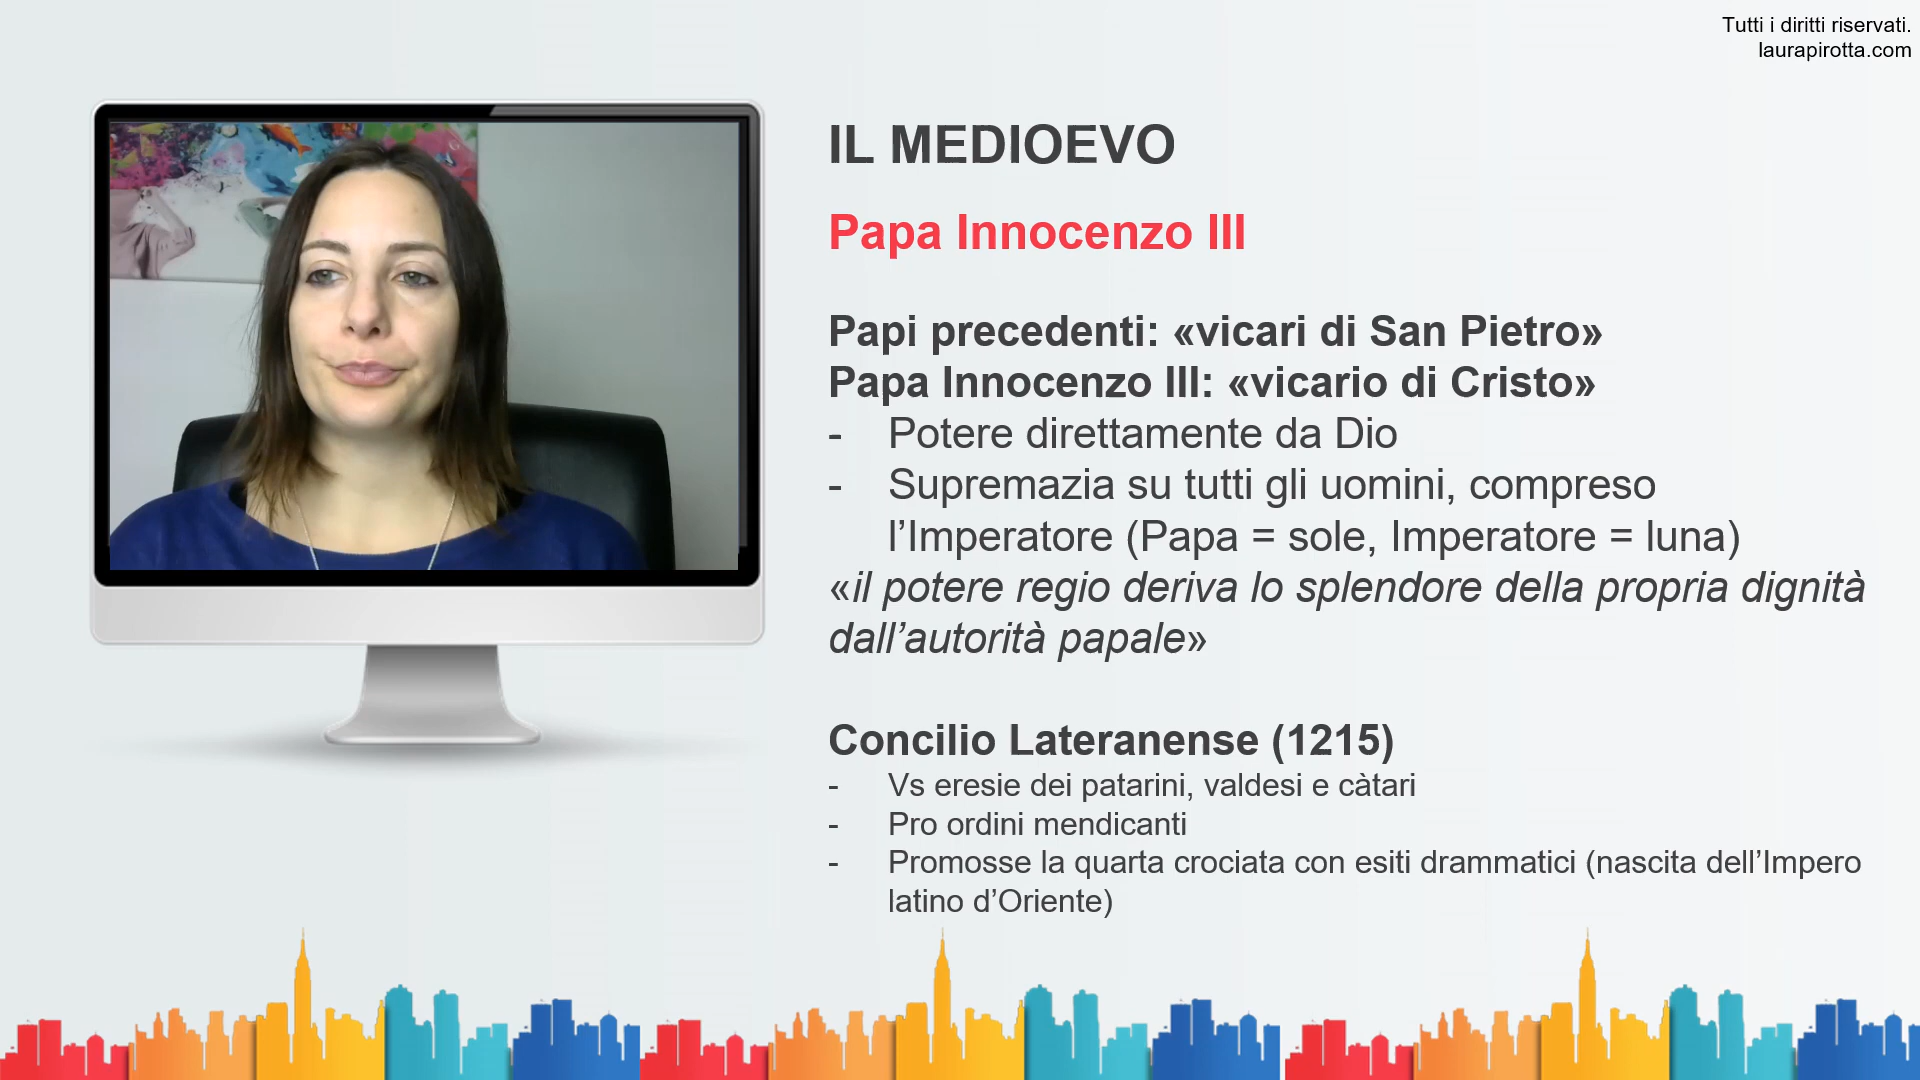 Tutti i diritti riservati.
laurapirotta.com
IL MEDIOEVO
Papa Innocenzo III
Papi precedenti: «vicari di San Pietro»
Papa Innocenzo III: «vicario di Cristo»
- Potere direttamente da Dio
- Supremazia su tutti gli uomini, compreso
l’Imperatore (Papa = sole, Imperatore = luna)
«il potere regio deriva lo splendore della propria dignità
dall’autorità papale»
Concilio Lateranense (1215)
- Vs eresie dei patarini, valdesi e càtari
- Pro ordini mendicanti
- Promosse la quarta crociata con esiti drammatici (nascita dell’Impero
latino d’Oriente)